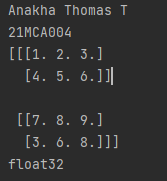 Anakha Thomas T
21MCA004
[[[1. 2. 3.]
  [4. 5. 6.]]

 [[7. 8. 9.]
  [3. 6. 8.]]]
float32